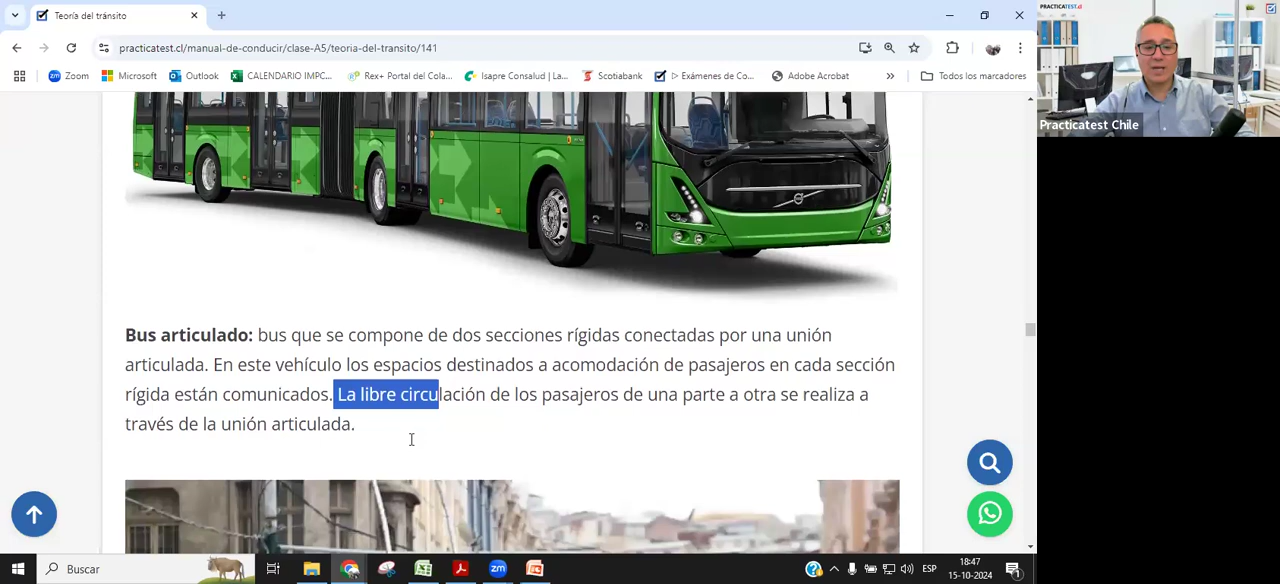 Teoría del tránsito
PRACTICATEST.cl
practicatest.cl/manual-de-conducir/clase-A5/teoria-del-transito/141
Zoom
Microsoft
Outlook
CALENDARIO IMPC...
Rex+ Portal del Cola...
Isapre Consalud | La...
Scotiabank
▷ Exámenes de Co...
Adobe Acrobat
»
Todos los marcadores
Practicatest Chile
Bus articulado: bus que se compone de dos secciones rígidas conectadas por una unión
articulada. En este vehículo los espacios destinados a acomodación de pasajeros en cada sección
rígida están comunicados. La libre circulación de los pasajeros de una parte a otra se realiza a
través de la unión articulada.
Buscar
zm
ESP
18:47
15-10-2024